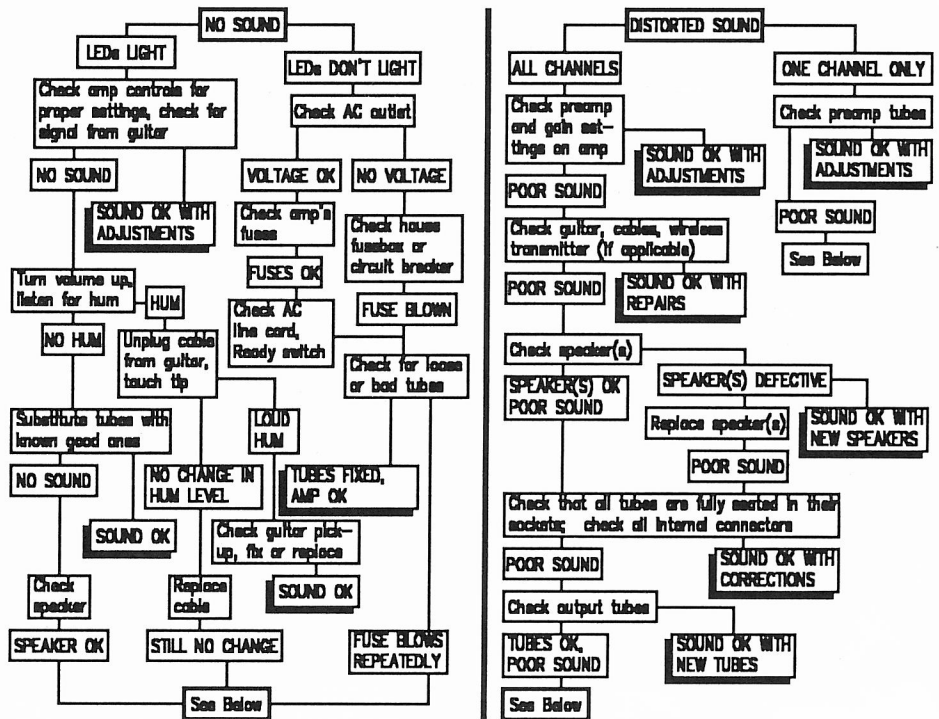 NO SOUND
LEDs LIGHT
LEDs DON'T LIGHT
Check amp controls for
proper settings, check for
signal from guitar
Check AC outlet
NO SOUND
VOLTAGE OK
NO VOLTAGE
SOUND OK WITH
ADJUSTMENTS
Check amp's
fuses
Check house
fusebox or
circuit breaker
FUSES OK
Turn volume up,
listen for hum
HUM
Check AC
line cord,
Ready switch
FUSE BLOWN
NO HUM
Unplug cable
from guitar,
touch tip
Check for loose
or bad tubes
Substitute tubes with
known good ones
LOUD
HUM
NO SOUND
NO CHANGE IN
HUM LEVEL
TUBES FIXED,
AMP OK
SOUND OK
Check guitar pick-
up, fix or replace
Check
speaker
Replace
cable
SOUND OK
SPEAKER OK
STILL NO CHANGE
FUSE BLOWS
REPEATEDLY
See Below
DISTORTED SOUND
ALL CHANNELS
ONE CHANNEL ONLY
Check preamp
and gain set-
tings on amp
Check preamp tubes
SOUND OK WITH
ADJUSTMENTS
SOUND OK WITH
ADJUSTMENTS
POOR SOUND
POOR SOUND
Check guitar, cables, wireless
transmitter (if applicable)
See Below
POOR SOUND
SOUND OK WITH
REPAIRS
Check speaker(s)
SPEAKER(S) OK
POOR SOUND
SPEAKER(S) DEFECTIVE
Replace speaker(s)
SOUND OK WITH
NEW SPEAKERS
POOR SOUND
Check that all tubes are fully seated in their
sockets; check all internal connectors
POOR SOUND
SOUND OK WITH
CORRECTIONS
Check output tubes
TUBES OK,
POOR SOUND
SOUND OK WITH
NEW TUBES
See Below